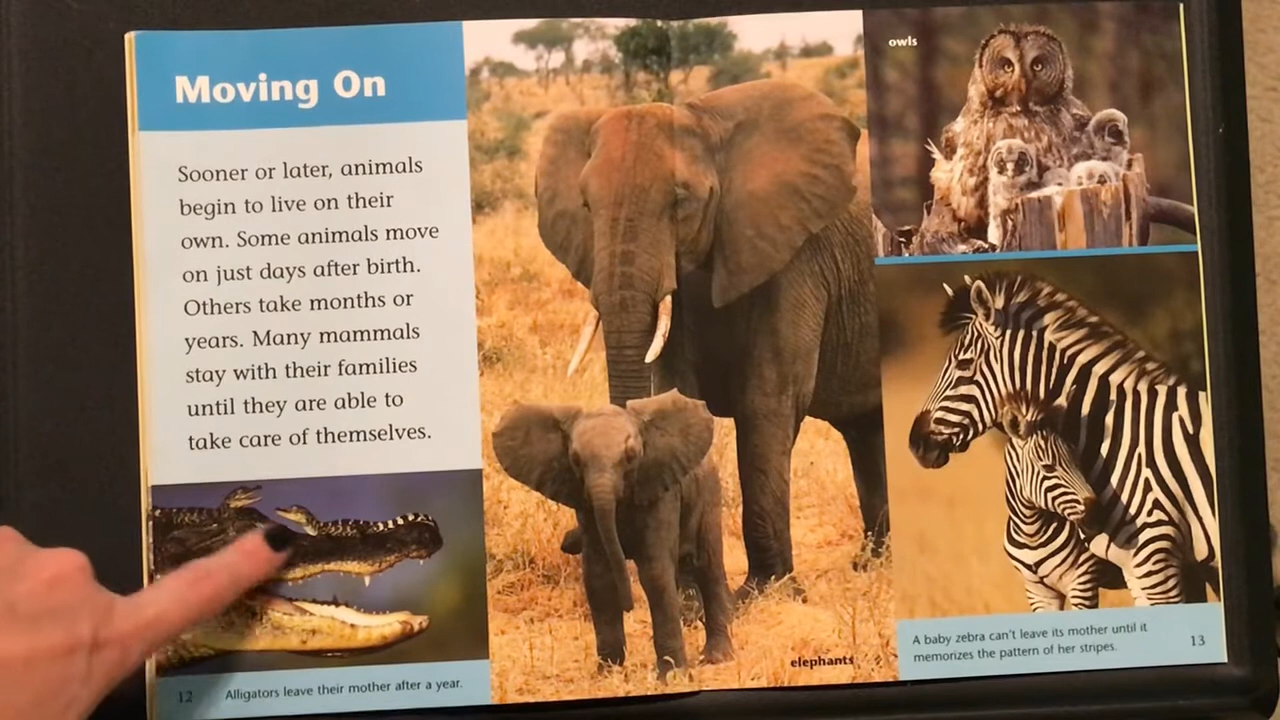 Moving On
Sooner or later, animals
begin to live on their
own. Some animals move
on just days after birth.
Others take months or
years. Many mammals
stay with their families
until they are able to
take care of themselves.
12
Alligators leave their mother after a year.
elephants
owls
A baby zebra can't leave its mother until it
memorizes the pattern of her stripes.
13